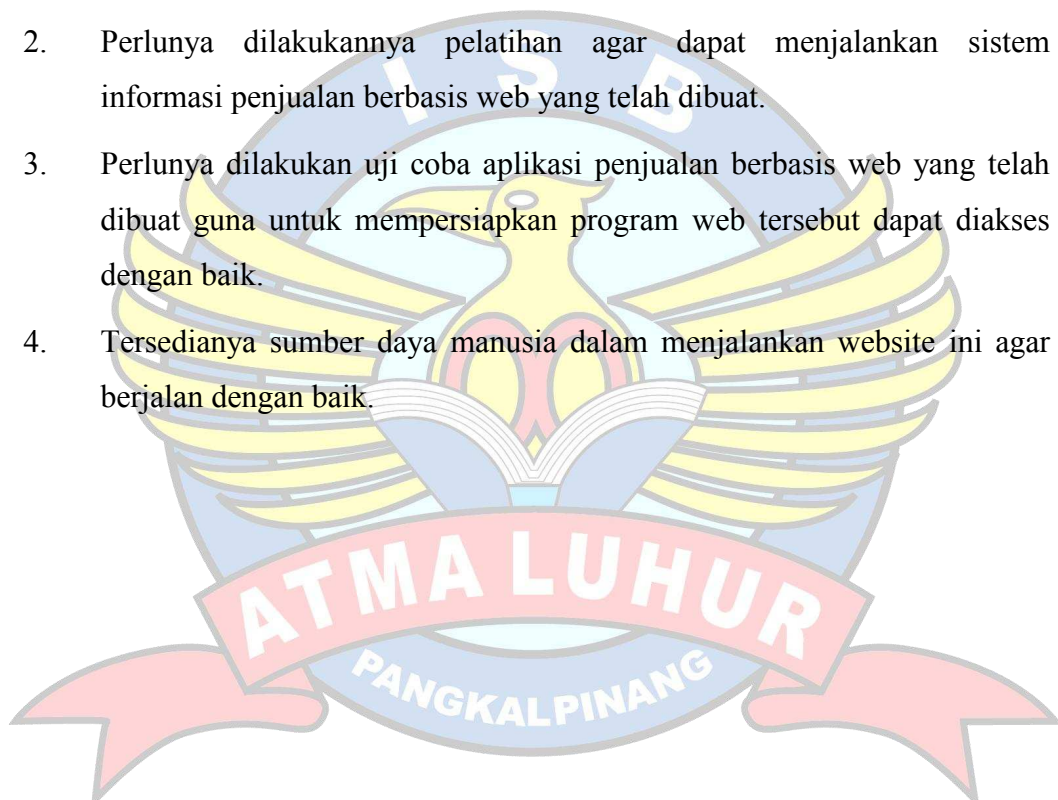 2. Perlunya dilakukannya pelatihan agar dapat menjalankan sistem
informasi penjualan berbasis web yang telah dibuat.
3. Perlunya dilakukan uji coba aplikasi penjualan berbasis web yang telah
dibuat guna untuk mempersiapkan program web tersebut dapat diakses
dengan baik.
4. Tersedianya sumber daya manusia dalam menjalankan website ini agar
berjalan dengan baik.
I S B
ATMA LUHUR
PANGKALPINANG